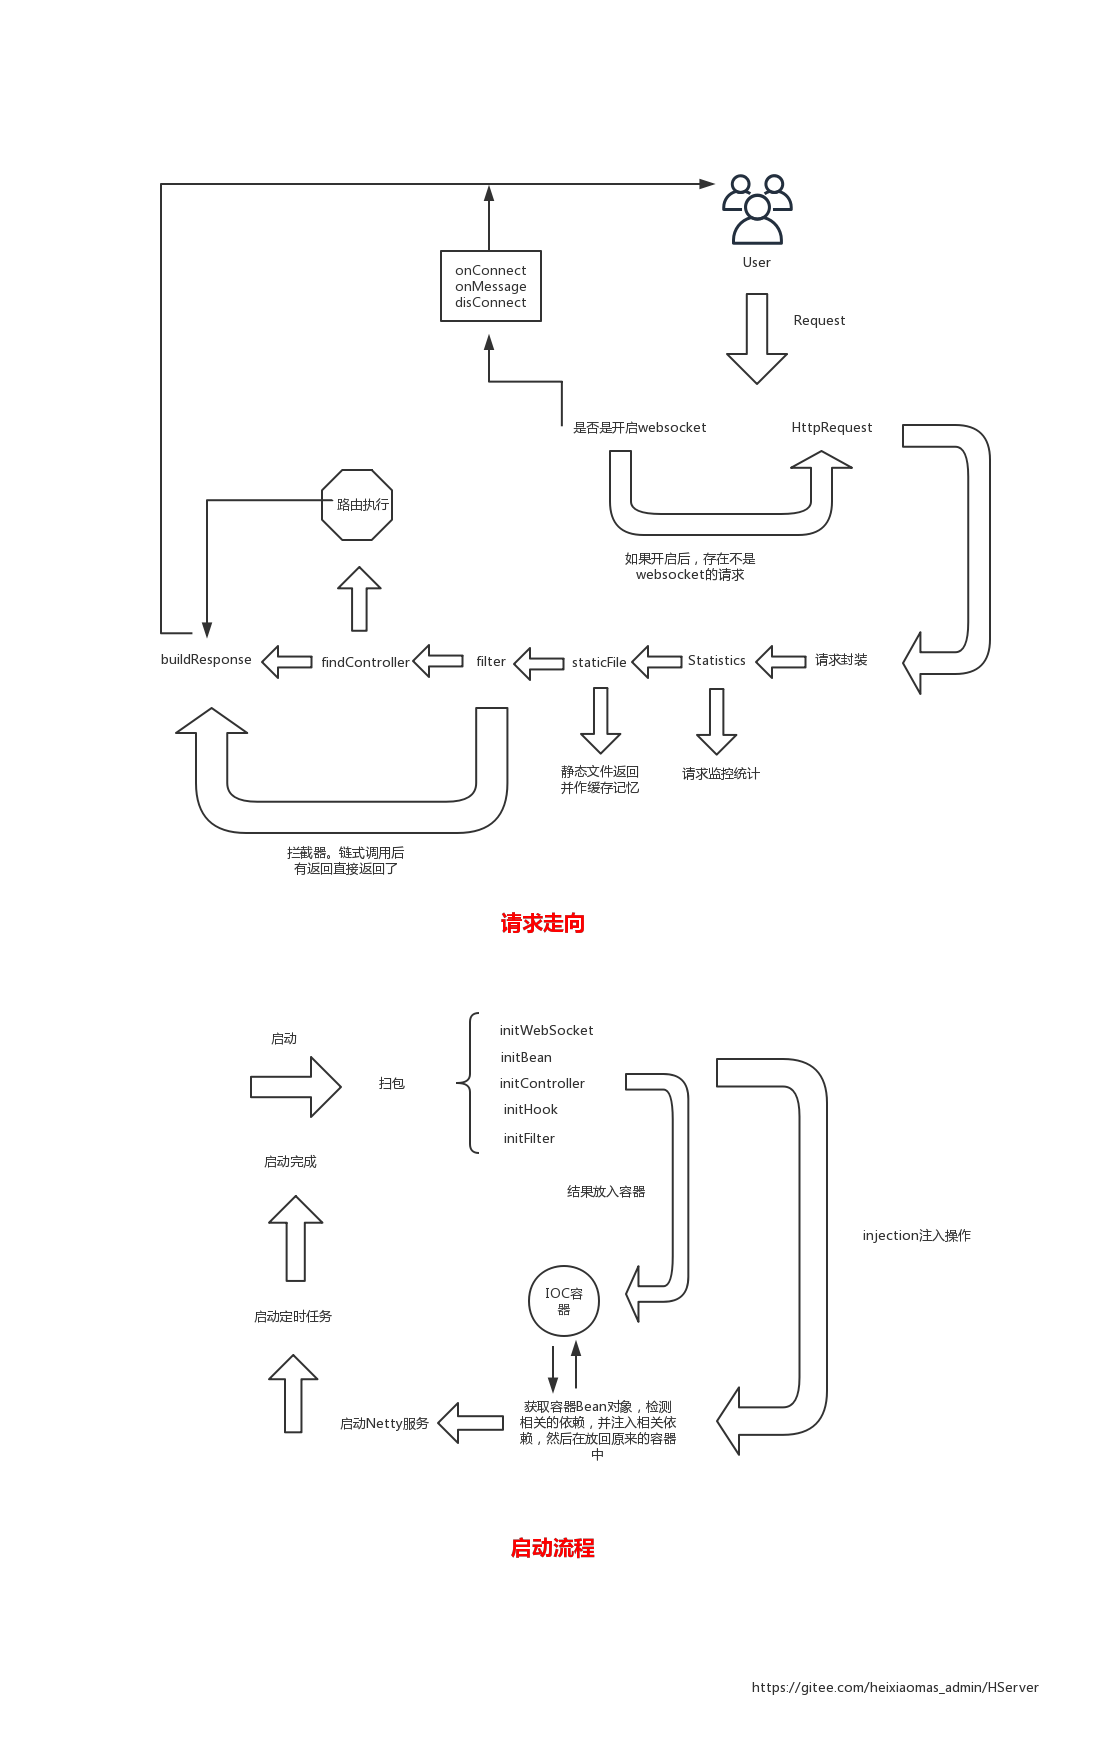 User
onConnect
onMessage
disConnect
Request
是否是开启websocket
HttpRequest
路由执行
如果开启后，存在不是
websocket的请求
buildResponse
findController
filter
staticFile
Statistics
请求封装
静态文件返回
并作缓存记忆
请求监控统计
拦截器。链式调用后
有返回直接返回了
请求走向
启动
扫包
initWebSocket
initBean
initController
initHook
initFilter
启动完成
结果放入容器
injection注入操作
IOC容
器
启动定时任务
获取容器Bean对象，检测
相关的依赖，并注入相关依
赖，然后在放回原来的容器
中
启动Netty服务
启动流程
https://gitee.com/heixiaomas_admin/HServer